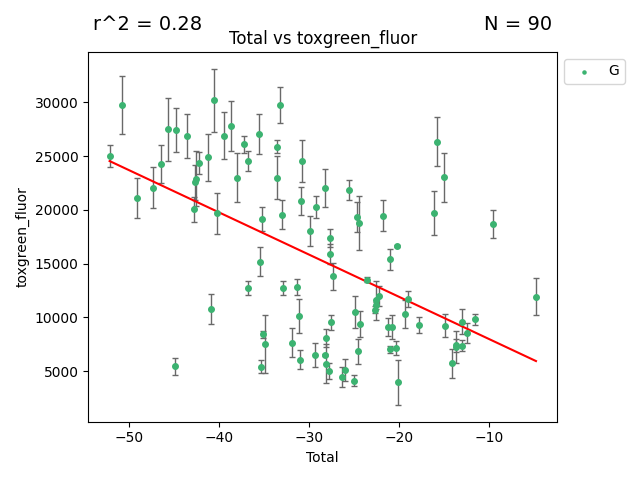 r^2 = 0.28
N = 90
Total vs toxgreen_fluor
G
toxgreen_fluor
30000
25000
20000
15000
10000
5000
−50
−40
−30
−20
−10
Total